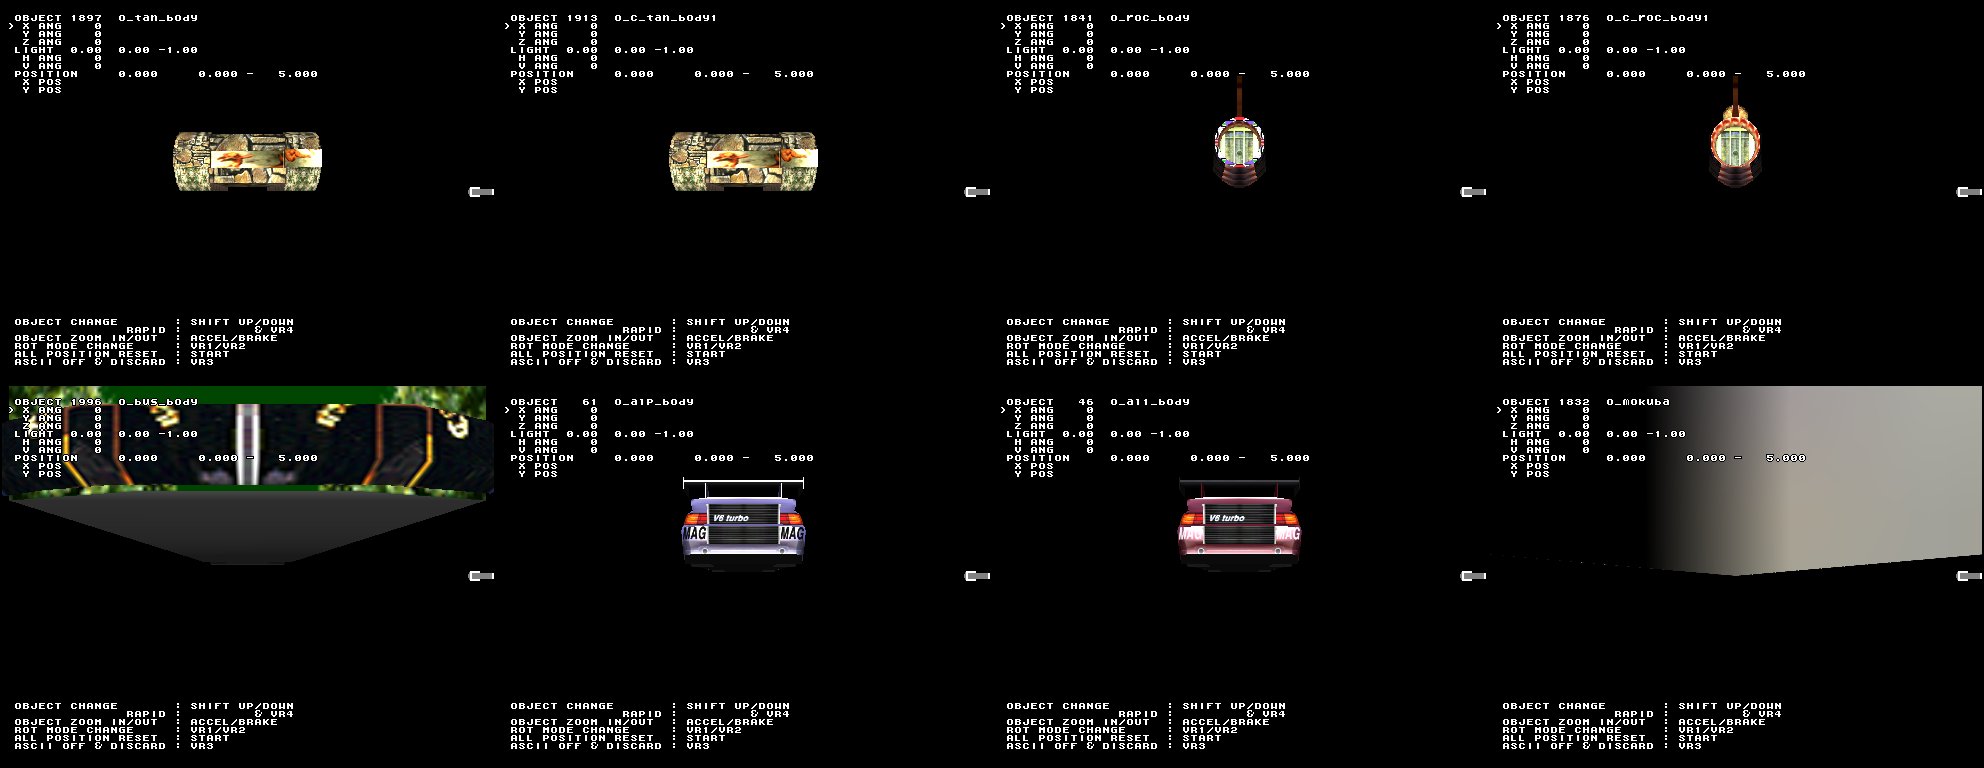 OBJECT 1897 O_tan_body
> X ANG 0
Y ANG 0
Z ANG 0
LIGHT 0.00 0.00 -1.00
H ANG 0
V ANG 0
POSITION 0.000 0.000 - 5.000
X POS
Y POS
OBJECT CHANGE : SHIFT UP/DOWN
RAPID : & VR4
OBJECT ZOOM IN/OUT : ACCEL/BRAKE
ROT MODE CHANGE : VR1/VR2
ALL POSITION RESET : START
ASCII OFF & DISCARD : VR3
OBJECT 1913 O_c_tan_body1
> X ANG 0
Y ANG 0
Z ANG 0
LIGHT 0.00 0.00 -1.00
H ANG 0
V ANG 0
POSITION 0.000 0.000 - 5.000
X POS
Y POS
OBJECT CHANGE : SHIFT UP/DOWN
RAPID : & VR4
OBJECT ZOOM IN/OUT : ACCEL/BRAKE
ROT MODE CHANGE : VR1/VR2
ALL POSITION RESET : START
ASCII OFF & DISCARD : VR3
OBJECT 1841 O_roc_body
> X ANG 0
Y ANG 0
Z ANG 0
LIGHT 0.00 0.00 -1.00
H ANG 0
V ANG 0
POSITION 0.000 0.000 - 5.000
X POS
Y POS
OBJECT CHANGE : SHIFT UP/DOWN
RAPID : & VR4
OBJECT ZOOM IN/OUT : ACCEL/BRAKE
ROT MODE CHANGE : VR1/VR2
ALL POSITION RESET : START
ASCII OFF & DISCARD : VR3
OBJECT 1876 O_c_roc_body1
> X ANG 0
Y ANG 0
Z ANG 0
LIGHT 0.00 0.00 -1.00
H ANG 0
V ANG 0
POSITION 0.000 0.000 - 5.000
X POS
Y POS
OBJECT CHANGE : SHIFT UP/DOWN
RAPID : & VR4
OBJECT ZOOM IN/OUT : ACCEL/BRAKE
ROT MODE CHANGE : VR1/VR2
ALL POSITION RESET : START
ASCII OFF & DISCARD : VR3
OBJECT 1996 O_bus_body
> X ANG 0
Y ANG 0
Z ANG 0
LIGHT 0.00 0.00 -1.00
H ANG 0
V ANG 0
POSITION 0.000 0.000 - 5.000
X POS
Y POS
OBJECT CHANGE : SHIFT UP/DOWN
RAPID : & VR4
OBJECT ZOOM IN/OUT : ACCEL/BRAKE
ROT MODE CHANGE : VR1/VR2
ALL POSITION RESET : START
ASCII OFF & DISCARD : VR3
OBJECT 61 O_alp_body
> X ANG 0
Y ANG 0
Z ANG 0
LIGHT 0.00 0.00 -1.00
H ANG 0
V ANG 0
POSITION 0.000 0.000 - 5.000
X POS
Y POS
V6 turbo
MAG MAG
OBJECT CHANGE : SHIFT UP/DOWN
RAPID : & VR4
OBJECT ZOOM IN/OUT : ACCEL/BRAKE
ROT MODE CHANGE : VR1/VR2
ALL POSITION RESET : START
ASCII OFF & DISCARD : VR3
OBJECT 46 O_al1_body
> X ANG 0
Y ANG 0
Z ANG 0
LIGHT 0.00 0.00 -1.00
H ANG 0
V ANG 0
POSITION 0.000 0.000 - 5.000
X POS
Y POS
V6 turbo
MAG MAG
OBJECT CHANGE : SHIFT UP/DOWN
RAPID : & VR4
OBJECT ZOOM IN/OUT : ACCEL/BRAKE
ROT MODE CHANGE : VR1/VR2
ALL POSITION RESET : START
ASCII OFF & DISCARD : VR3
OBJECT 1832 O_mokuba
> X ANG 0
Y ANG 0
Z ANG 0
LIGHT 0.00 0.00 -1.00
H ANG 0
V ANG 0
POSITION 0.000 0.000 - 5.000
X POS
Y POS
OBJECT CHANGE : SHIFT UP/DOWN
RAPID : & VR4
OBJECT ZOOM IN/OUT : ACCEL/BRAKE
ROT MODE CHANGE : VR1/VR2
ALL POSITION RESET : START
ASCII OFF & DISCARD : VR3